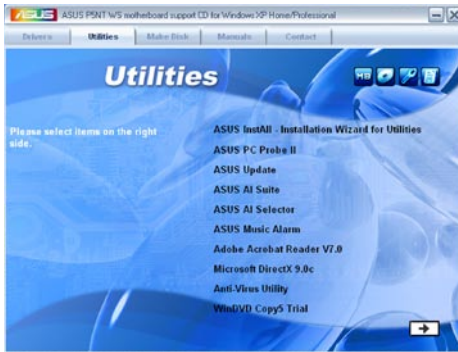 ASUS ASUS P5NT WS motherboard support CD for Windows XP Home/Professional
Drivers Utilities Make Disk Manuals Contact
Utilities
Please select items on the right side.
ASUS InstAll - Installation Wizard for Utilities
ASUS PC Probe II
ASUS Update
ASUS AI Suite
ASUS AI Selector
ASUS Music Alarm
Adobe Acrobat Reader V7.0
Microsoft DirectX 9.0c
Anti-Virus Utility
WinDVD Copy5 Trial